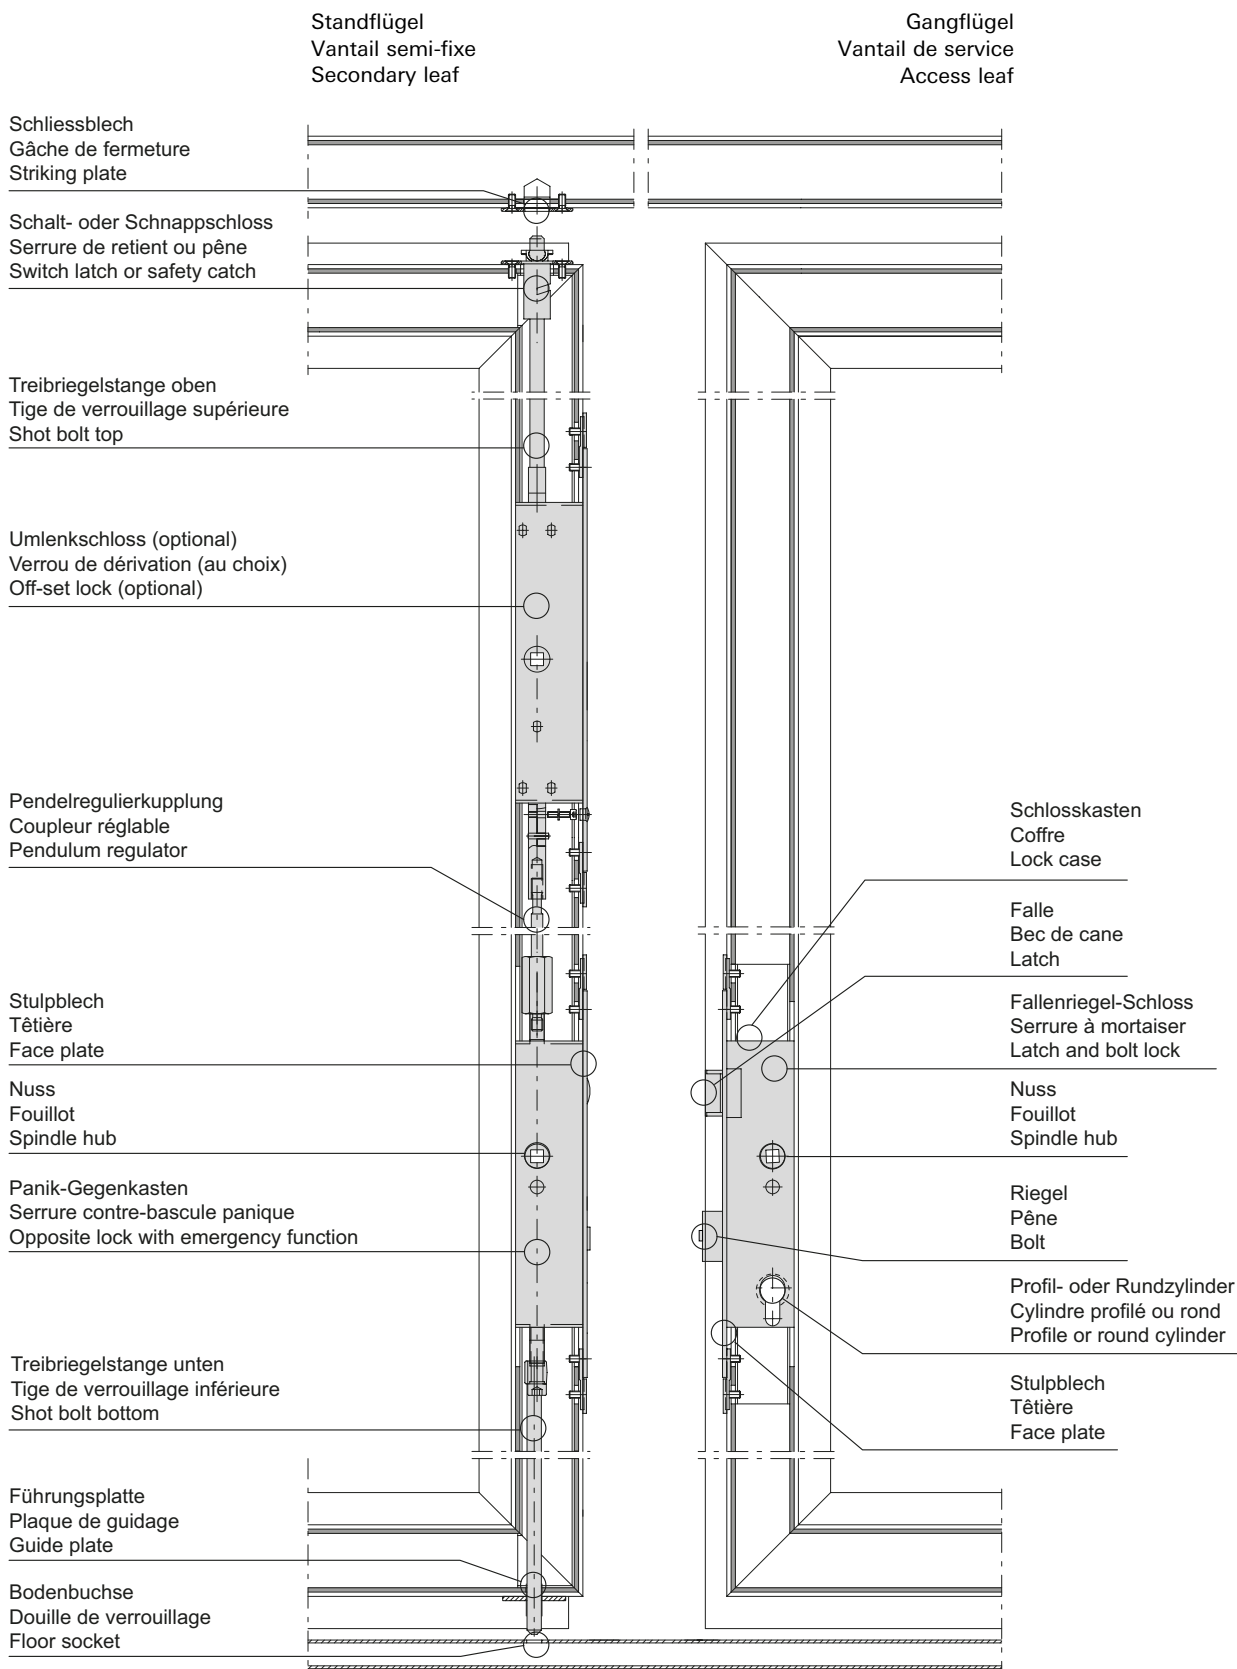 Standflügel
Vantail semi-fixe
Secondary leaf
Gangflügel
Vantail de service
Access leaf
Schliessblech
Gâche de fermeture
Striking plate
Schalt- oder Schnappschloss
Serrure de retient ou pêne
Switch latch or safety catch
Treibriegelstange oben
Tige de verrouillage supérieure
Shot bolt top
Umlenkschloss (optional)
Verrou de dérivation (au choix)
Off-set lock (optional)
Pendelregulierkupplung
Coupleur réglable
Pendulum regulator
Stulpblech
Têtière
Face plate
Nuss
Fouillot
Spindle hub
Panik-Gegenkasten
Serrure contre-bascule panique
Opposite lock with emergency function
Treibriegelstange unten
Tige de verrouillage inférieure
Shot bolt bottom
Führungsplatte
Plaque de guidage
Guide plate
Bodenbuchse
Douille de verrouillage
Floor socket
Schlosskasten
Coffre
Lock case
Falle
Bec de cane
Latch
Fallenriegel-Schloss
Serrure à mortaiser
Latch and bolt lock
Nuss
Fouillot
Spindle hub
Riegel
Pêne
Bolt
Profil- oder Rundzylinder
Cylindre profilé ou rond
Profile or round cylinder
Stulpblech
Têtière
Face plate